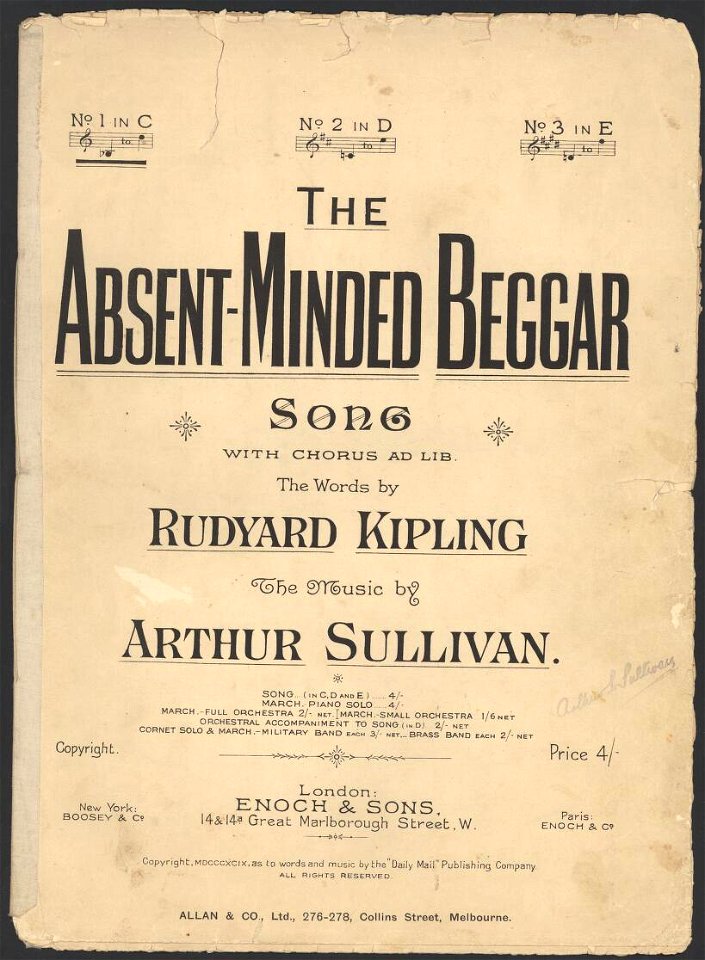 No. 1 IN C
to
No. 2 IN D
to
No. 3 IN E
to
THE
ABSENT-MINDED BEGGAR
SONG
WITH CHORUS AD LIB.
The Words by
RUDYARD KIPLING
The Music by
ARTHUR SULLIVAN.
SONG...(IN C, D AND E)......4/-
MARCH. PIANO SOLO.....4/-
MARCH.-FULL ORCHESTRA 2/- NET. MARCH.-SMALL ORCHESTRA 1/6 NET
ORCHESTRAL ACCOMPANIMENT TO SONG (IN D) 2/- NET
CORNET SOLO & MARCH.-MILITARY BAND EACH 3/- NET... BRASS BAND EACH 2/- NET
Arthur S. Sullivan
Copyright.
Price 4/-
London:
ENOCH & SONS,
14 & 14a Great Marlborough Street, W.
New York:
BOOSEY & Co
Paris:
ENOCH & Co
Copyright, MDCCCXCIX, as to words and music by the "Daily Mail" Publishing Company.
ALL RIGHTS RESERVED.
ALLAN & CO., Ltd., 276-278, Collins Street, Melbourne.